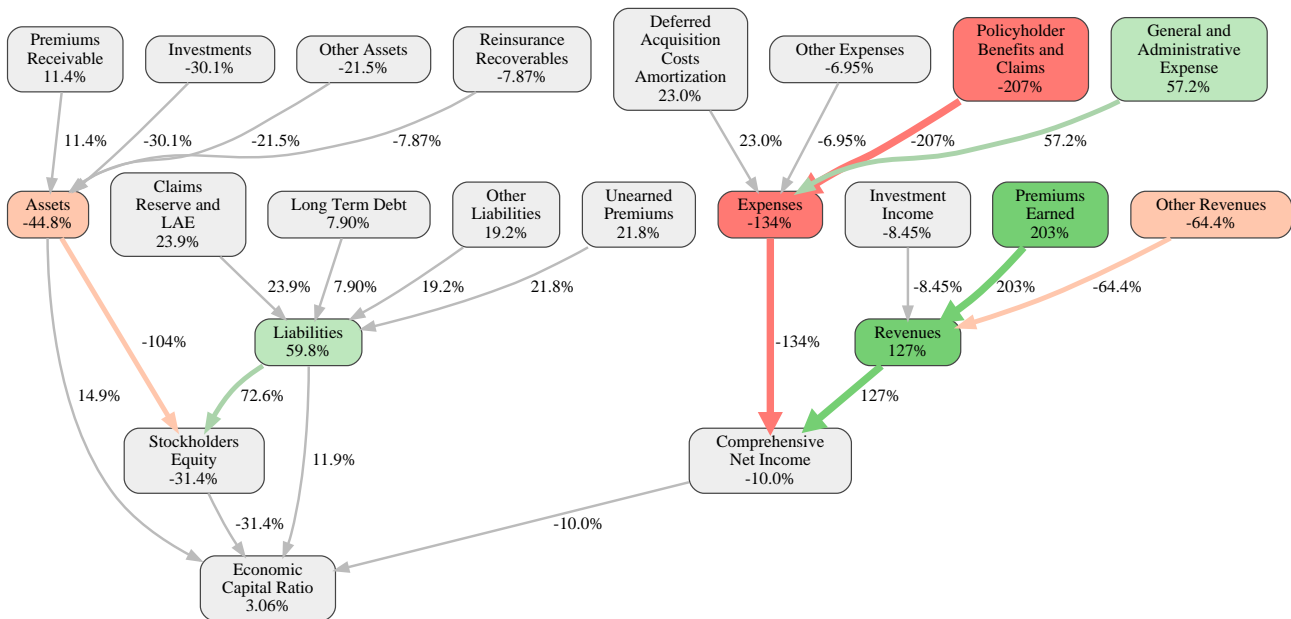 Premiums
Receivable
11.4%
Investments
-30.1%
Other Assets
-21.5%
Reinsurance
Recoverables
-7.87%
Deferred
Acquisition
Costs
Amortization
23.0%
Other Expenses
-6.95%
Policyholder
Benefits and
Claims
-207%
General and
Administrative
Expense
57.2%
11.4%
-30.1%
-21.5%
-7.87%
23.0%
-6.95%
-207%
57.2%
Assets
-44.8%
Claims
Reserve and
LAE
23.9%
Long Term Debt
7.90%
Other
Liabilities
19.2%
Unearned
Premiums
21.8%
Expenses
-134%
Investment
Income
-8.45%
Premiums
Earned
203%
Other Revenues
-64.4%
23.9%
7.90%
19.2%
21.8%
-8.45%
203%
-64.4%
-104%
Liabilities
59.8%
-134%
Revenues
127%
14.9%
72.6%
127%
Stockholders
Equity
-31.4%
11.9%
Comprehensive
Net Income
-10.0%
-31.4%
-10.0%
Economic
Capital Ratio
3.06%